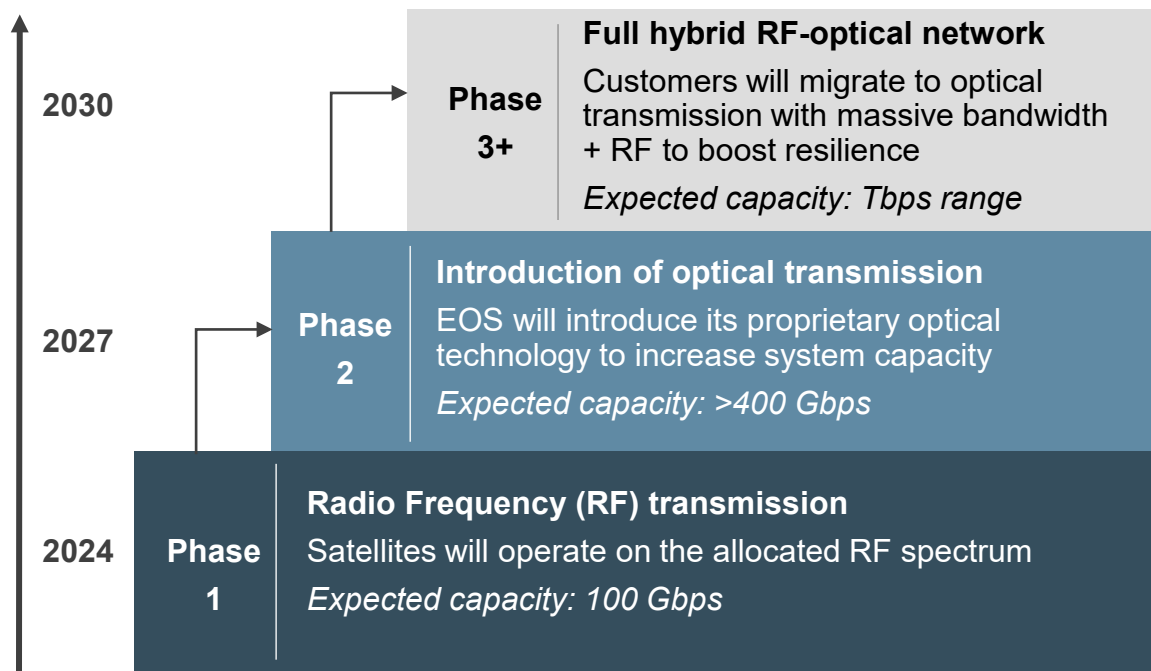 2030
Phase
3+
Full hybrid RF-optical network
Customers will migrate to optical
transmission with massive bandwidth
+ RF to boost resilience
Expected capacity: Tbps range
2027
Phase
2
Introduction of optical transmission
EOS will introduce its proprietary optical
technology to increase system capacity
Expected capacity: >400 Gbps
2024
Phase
1
Radio Frequency (RF) transmission
Satellites will operate on the allocated RF spectrum
Expected capacity: 100 Gbps